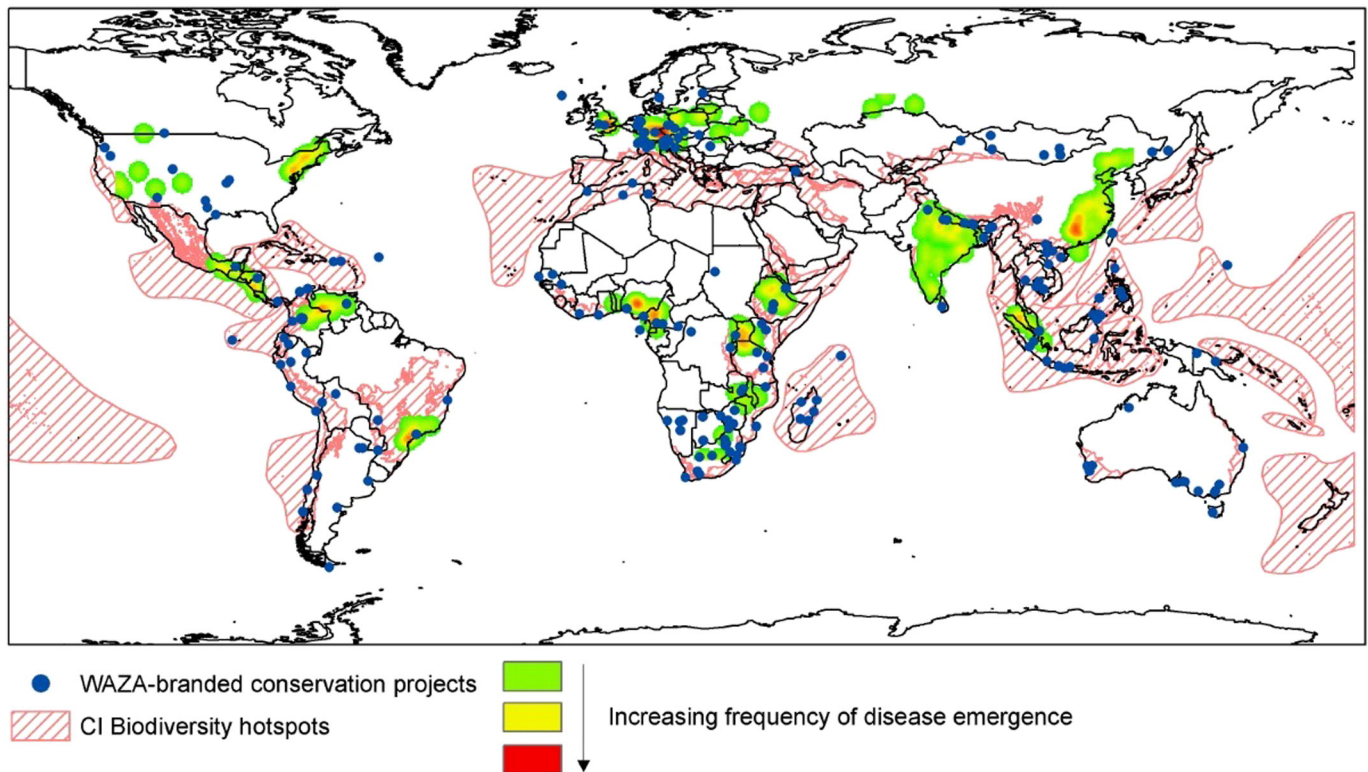 WAZA-branded conservation projects
CI Biodiversity hotspots
Increasing frequency of disease emergence